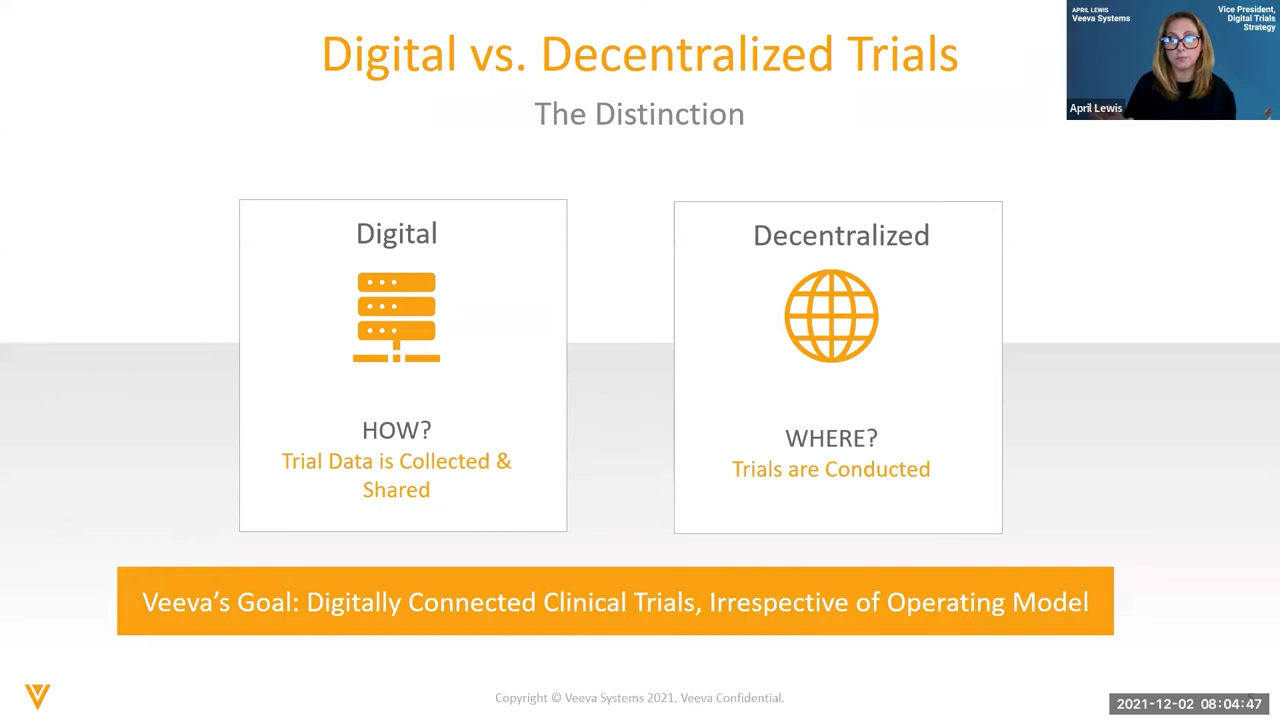 Digital vs. Decentralized Trials
The Distinction
APRIL LEWIS
Veeva Systems
Vice President,
Digital Trials
Strategy
April Lewis
Digital
HOW?
Trial Data is Collected &
Shared
Decentralized
WHERE?
Trials are Conducted
Veeva's Goal: Digitally Connected Clinical Trials, Irrespective of Operating Model
Copyright © Veeva Systems 2021. Veeva Confidential.
2021-12-02 08:04:47